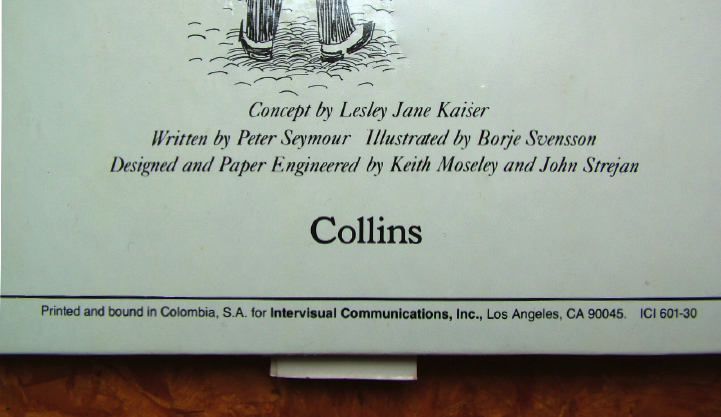 Concept by Lesley Jane Kaiser
Written by Peter Seymour Illustrated by Borje Svensson
Designed and Paper Engineered by Keith Moseley and John Strejan
Collins
Printed and bound in Colombia, S.A. for Intervisual Communications, Inc., Los Angeles, CA 90045. ICI 601-30